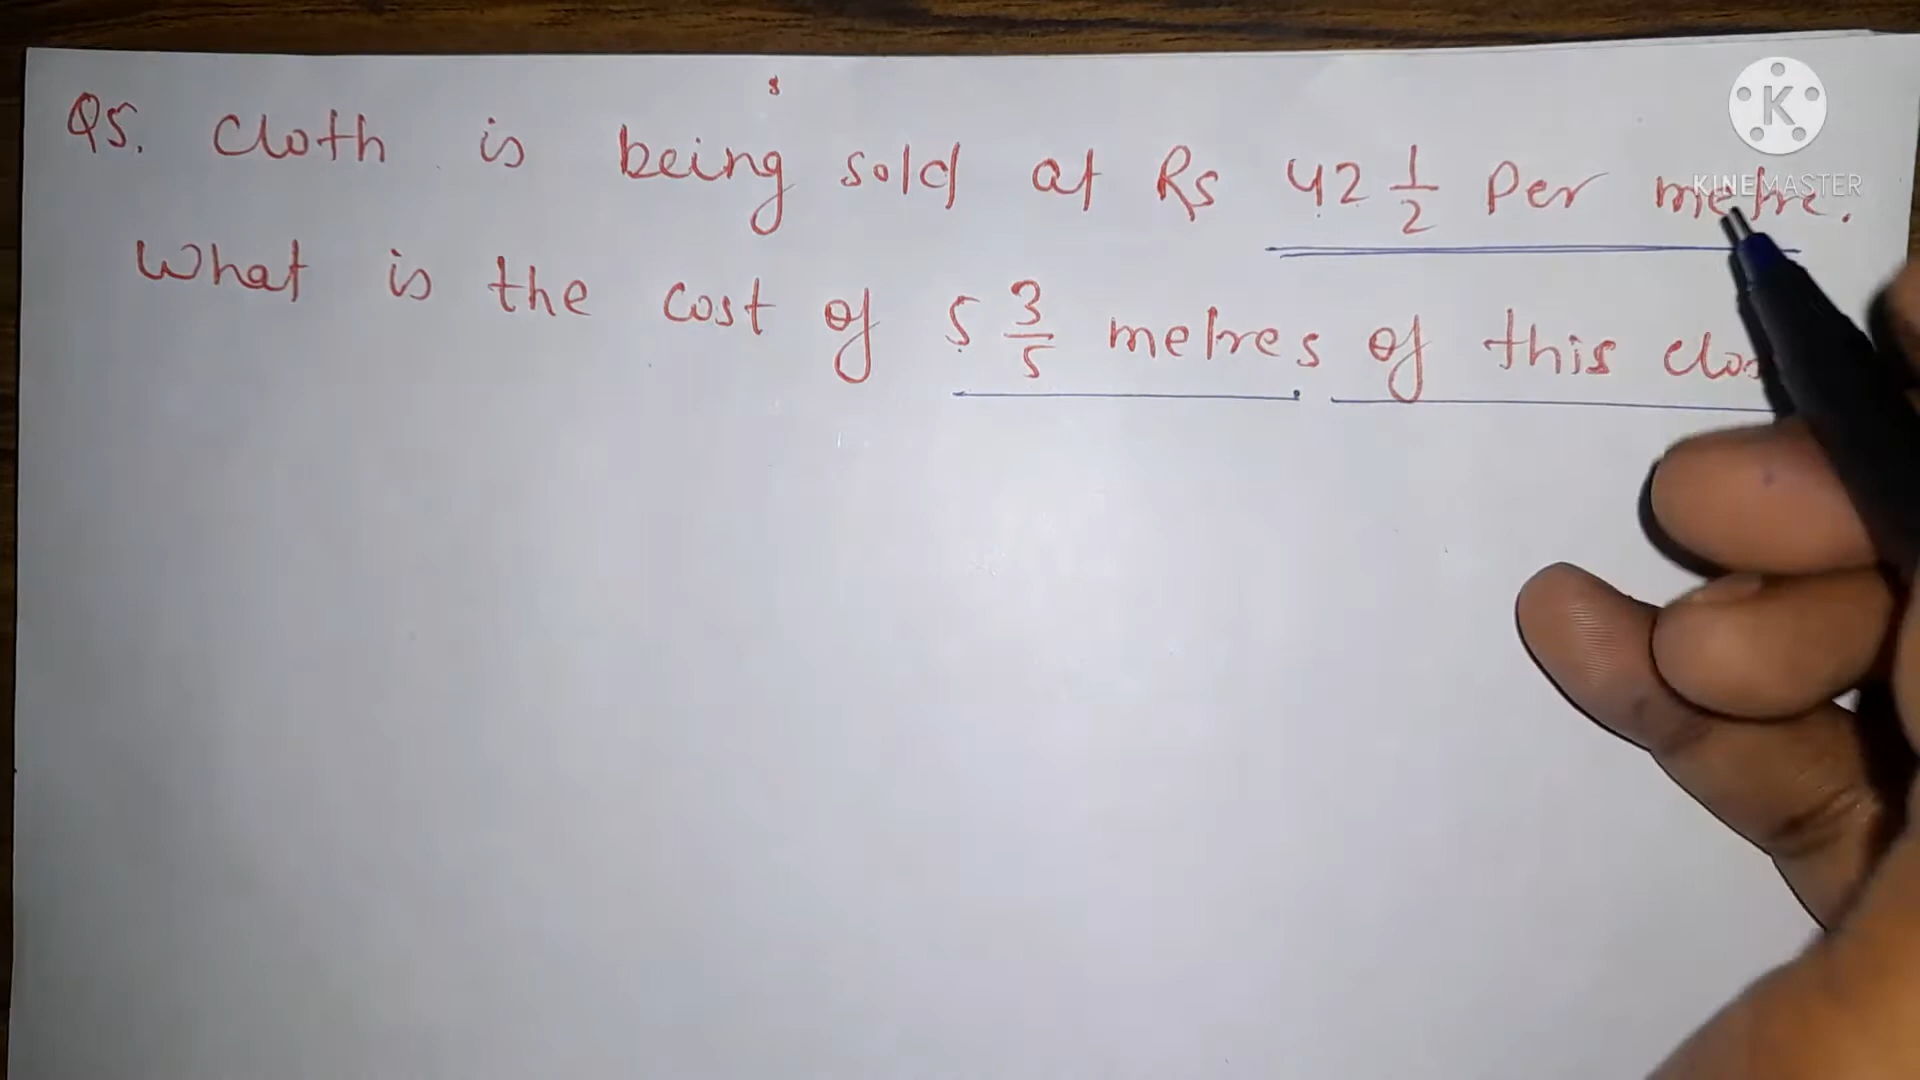 Q5. Cloth is being sold at Rs 42 1/2 Per metre.
What is the cost of 5 3/5 metres of this
KINEMASTER